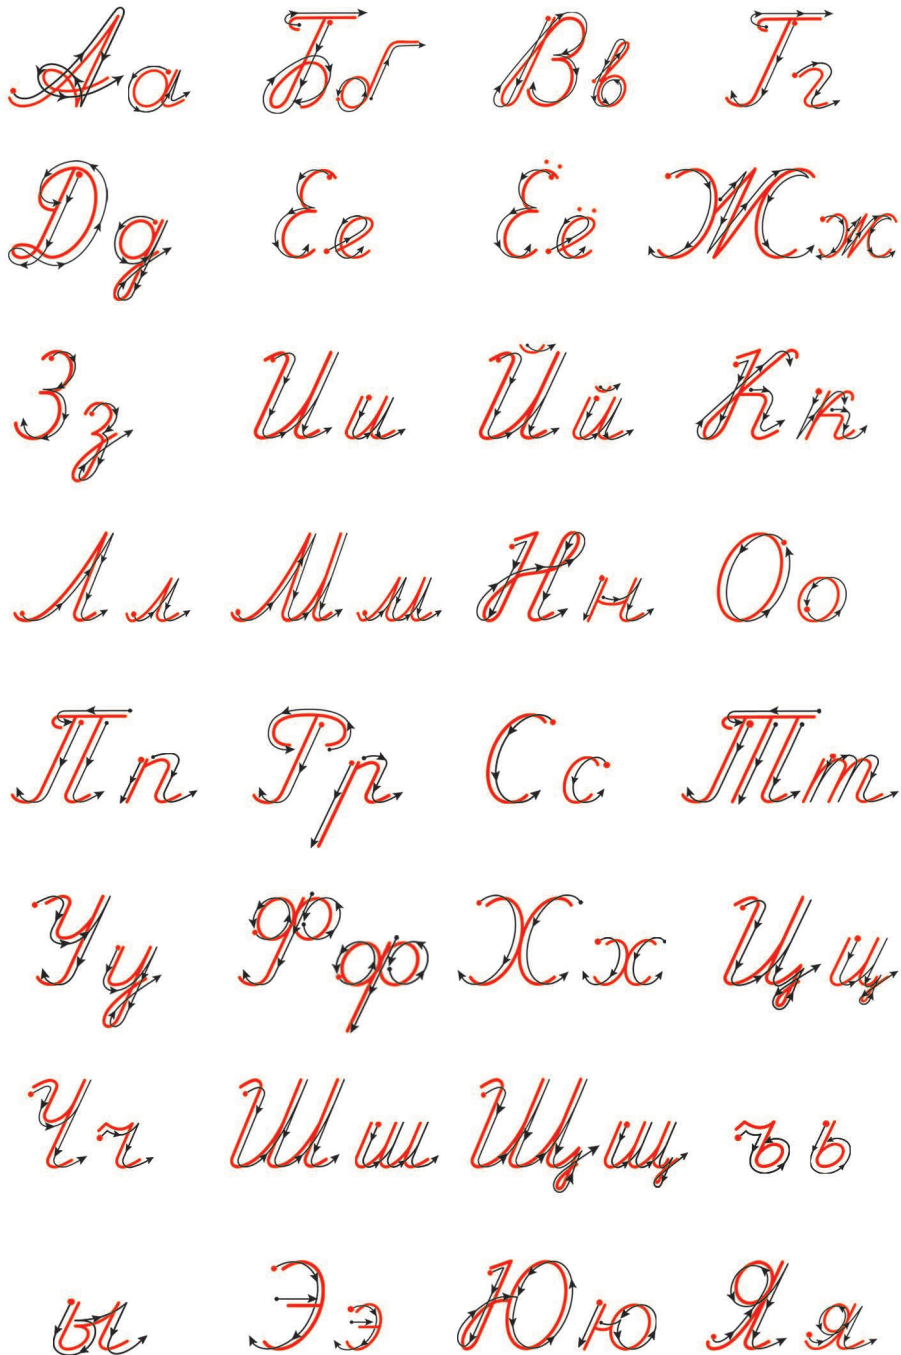 Аа Бб Вв Гг
Дд Ее Ёё Жж
Зз Ии Йй Кк
Лл Мм Нн Оо
Пп Рр Сс Тт
Уу Фф Хх Цц
Чч Шш Щщ ъ ь
ы Ээ Юю Яя